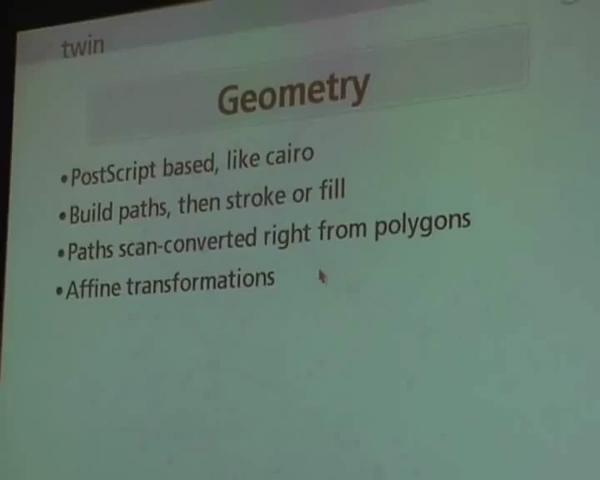 twin
Geometry
•PostScript based, like cairo
•Build paths, then stroke or fill
•Paths scan-converted right from polygons
•Affine transformations